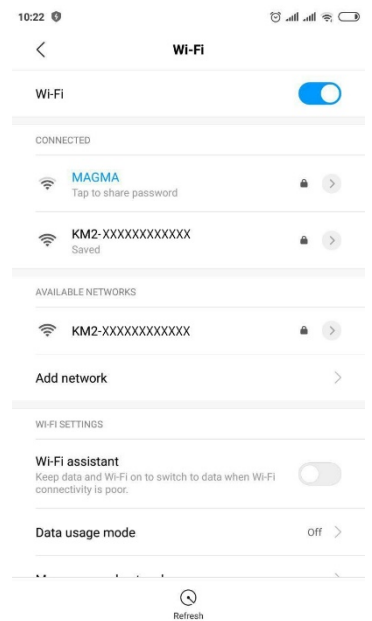 10:22
Wi-Fi
Wi-Fi
CONNECTED
MAGMA
Tap to share password
KM2-XXXXXXXXXXXX
Saved
AVAILABLE NETWORKS
KM2-XXXXXXXXXXXX
Add network
WI-FI SETTINGS
Wi-Fi assistant
Keep data and Wi-Fi on to switch to data when Wi-Fi
connectivity is poor.
Data usage mode Off
Refresh